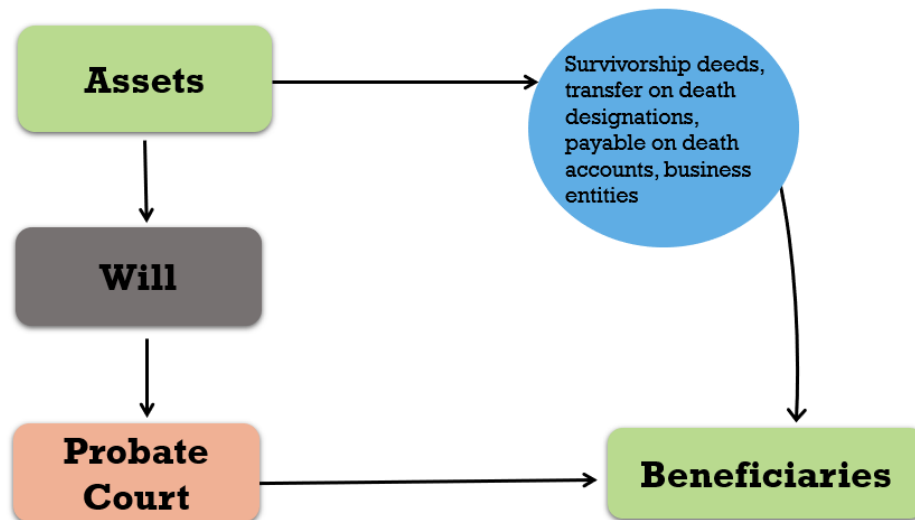 Assets
Survivorship deeds,
transfer on death
designations,
payable on death
accounts, business
entities
Will
Probate
Court
Beneficiaries